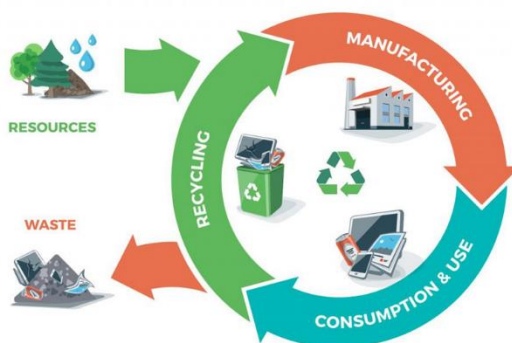 MANUFACTURING
RESOURCES
RECYCLING
WASTE
CONSUMPTION & USE